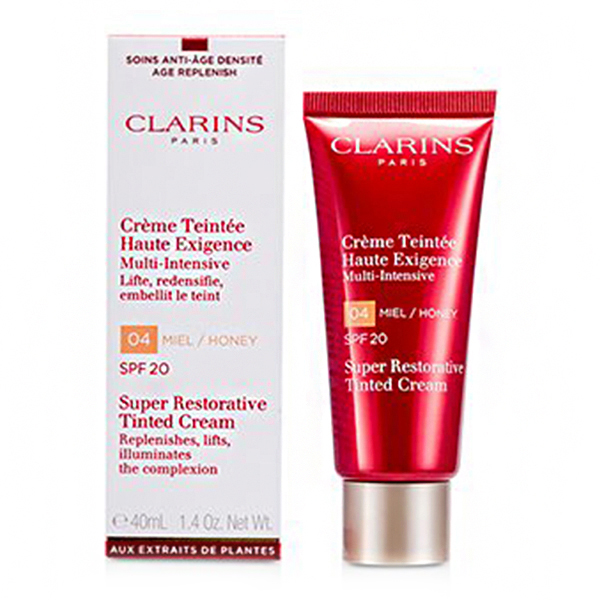 SOINS ANTI-ÂGE DENSITÉ
AGE REPLENISH
CLARINS
PARIS
Crème Teintée
Haute Exigence
Multi-Intensive
Lifte, redensifie,
embellit le teint
04 MIEL / HONEY
SPF 20
Super Restorative
Tinted Cream
Replenishes, lifts,
illuminates
the complexion
℮40mL 1.4 Oz. Net Wt.
AUX EXTRAITS DE PLANTES
CLARINS
PARIS
Crème Teintée
Haute Exigence
Multi-Intensive
04 MIEL / HONEY
SPF 20
Super Restorative
Tinted Cream